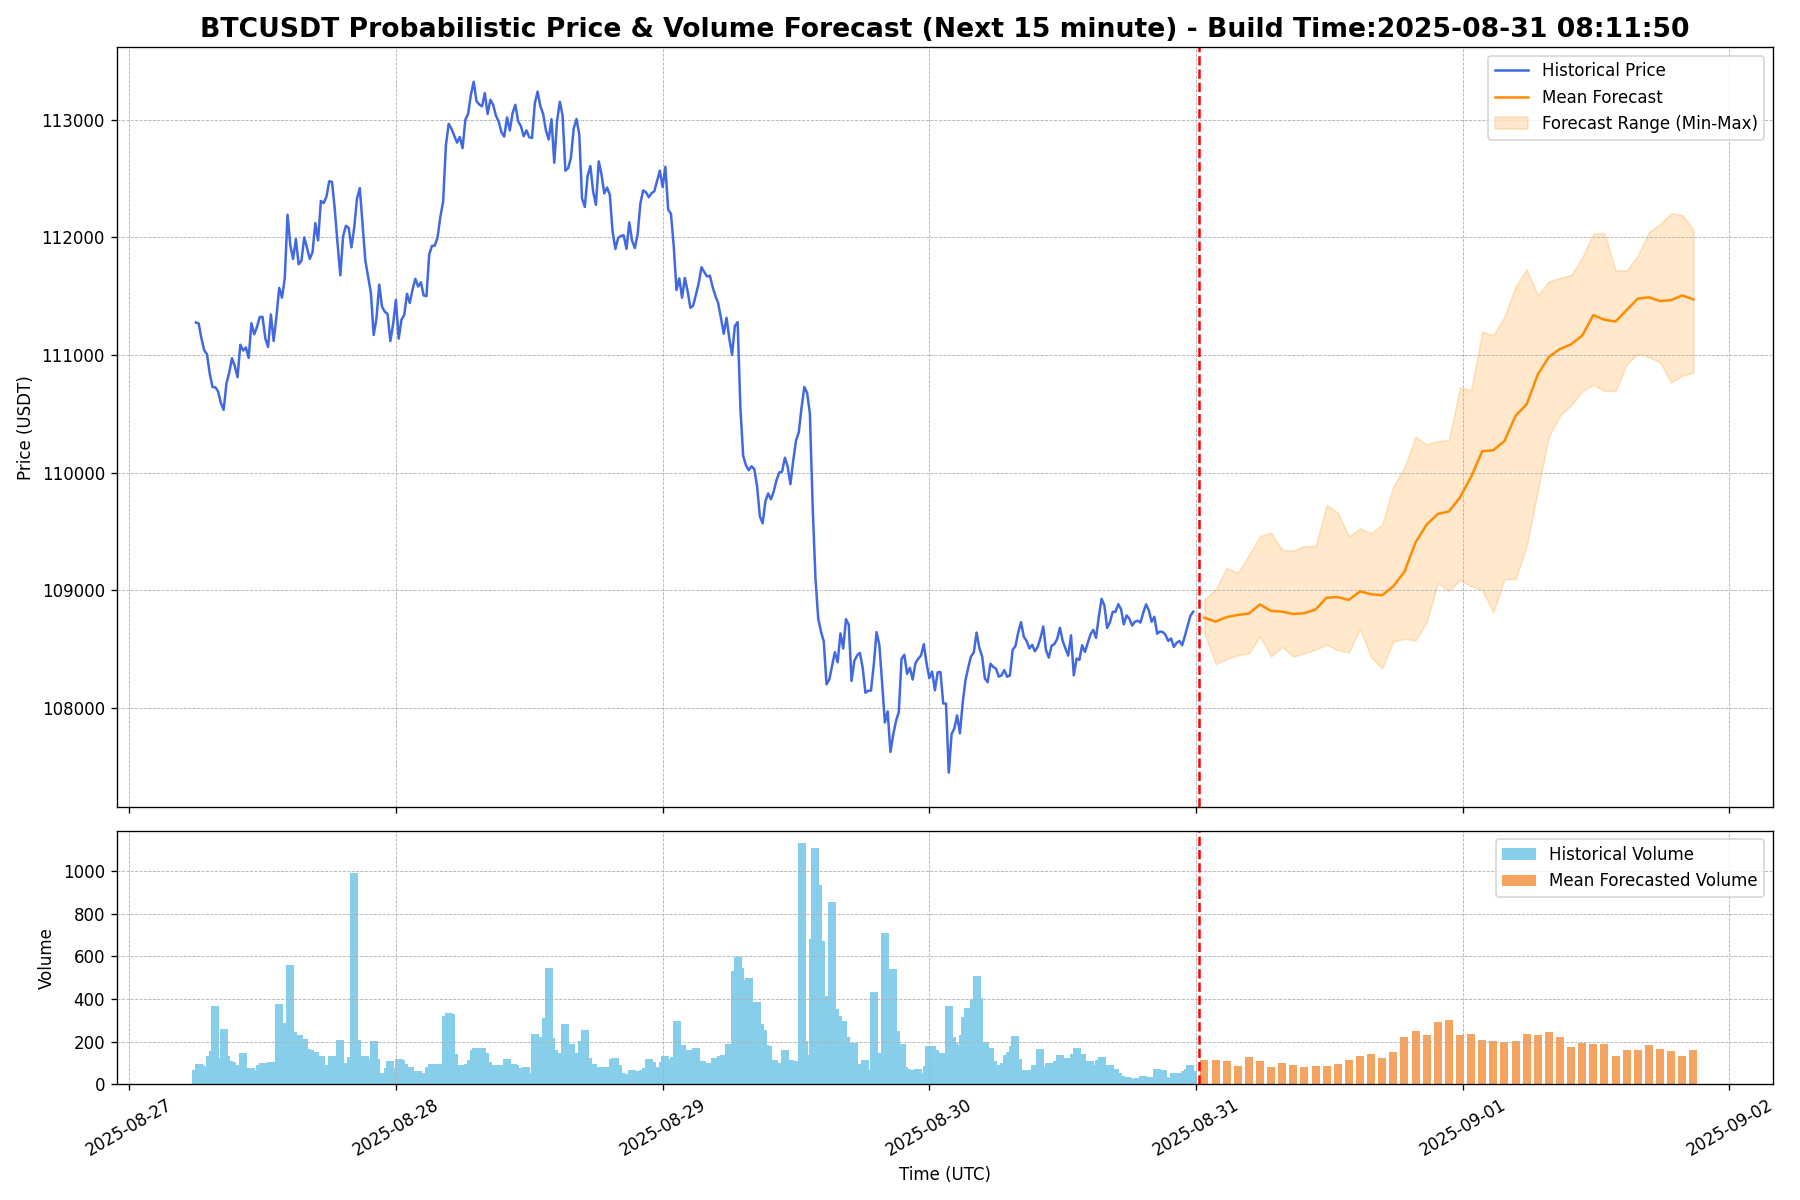 BTCUSDT Probabilistic Price & Volume Forecast (Next 15 minute) - Build Time:2025-08-31 08:11:50
Historical Price
Mean Forecast
Forecast Range (Min-Max)
113000
112000
111000
110000
109000
108000
Price (USDT)
Historical Volume
Mean Forecasted Volume
1000
800
600
400
200
0
Volume
2025-08-27
2025-08-28
2025-08-29
2025-08-30
2025-08-31
2025-09-01
2025-09-02
Time (UTC)